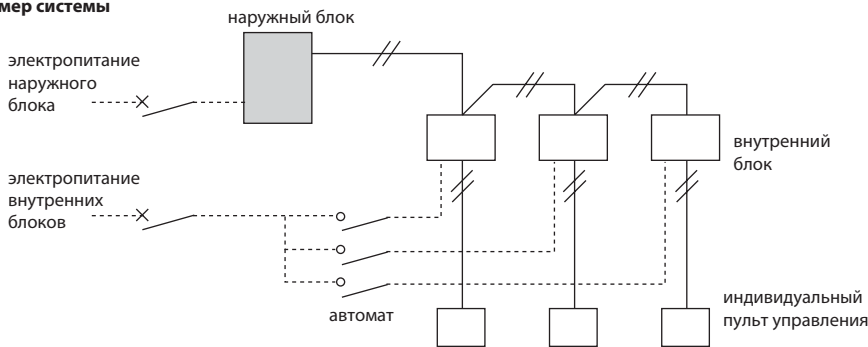 мер системы
наружный блок
электропитание
наружного
блока
внутренний
блок
электропитание
внутренних
блоков
индивидуальный
пульт управления
автомат